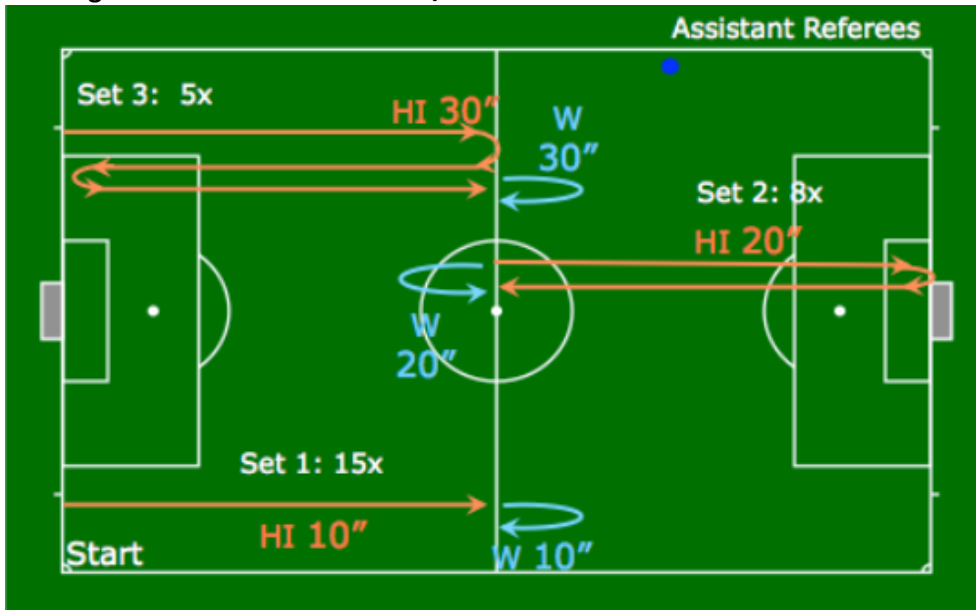 Assistant Referees
Set 3: 5x
HI 30″
W
30″
Set 2: 8x
HI 20″
W
20″
Set 1: 15x
HI 10″
W 10″
Start